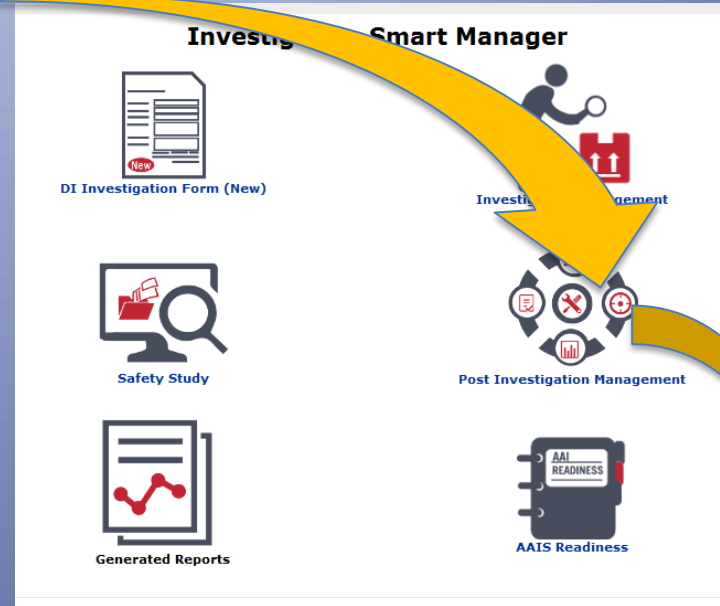 Smart Manager
New
DI Investigation Form (New)
Safety Study
Post Investigation Management
Generated Reports
AAI
READINESS
AAIS Readiness